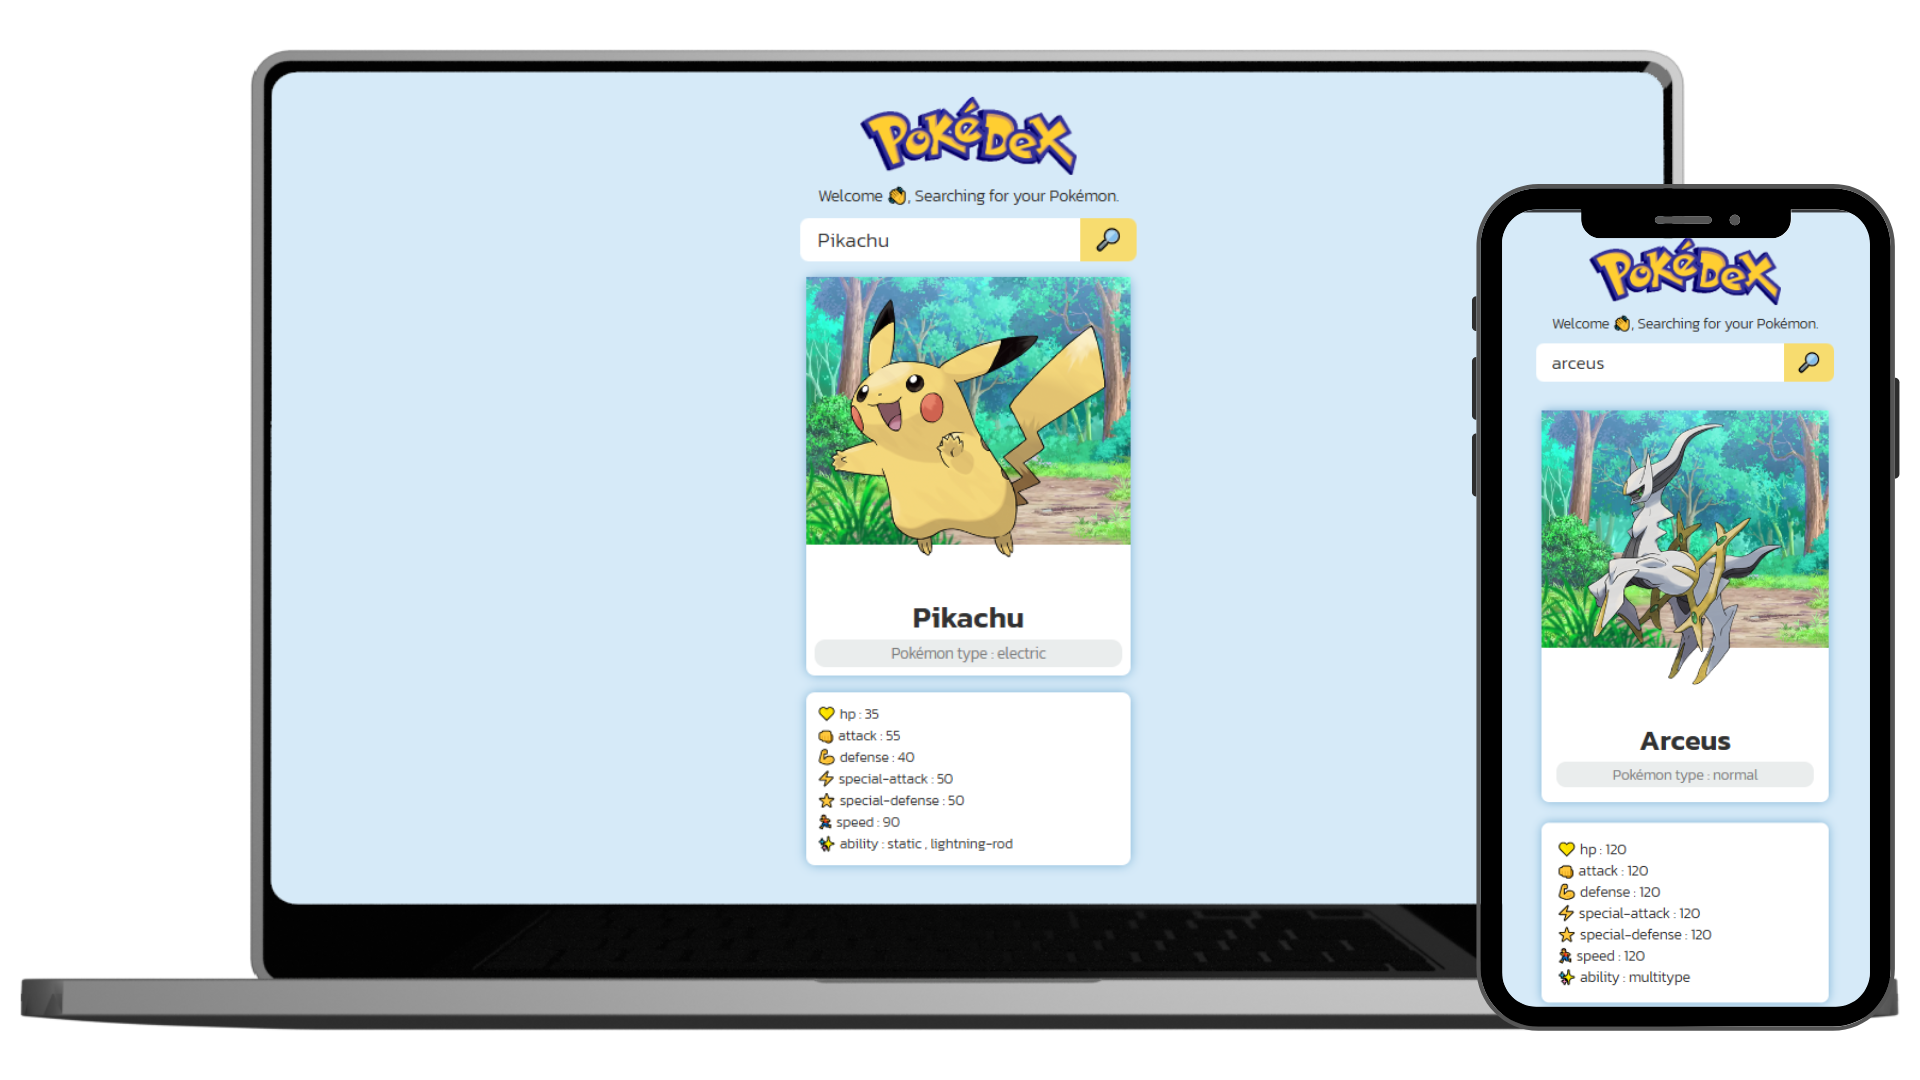 PokéDex
Welcome 👏, Searching for your Pokémon.
Pikachu
Pikachu
Pokémon type : electric
hp : 35
attack : 55
defense : 40
special-attack : 50
special-defense : 50
speed : 90
ability : static , lightning-rod
PokéDex
Welcome 👏, Searching for your Pokémon.
arceus
Arceus
Pokémon type : normal
hp : 120
attack : 120
defense : 120
special-attack : 120
special-defense : 120
speed : 120
ability : multitype